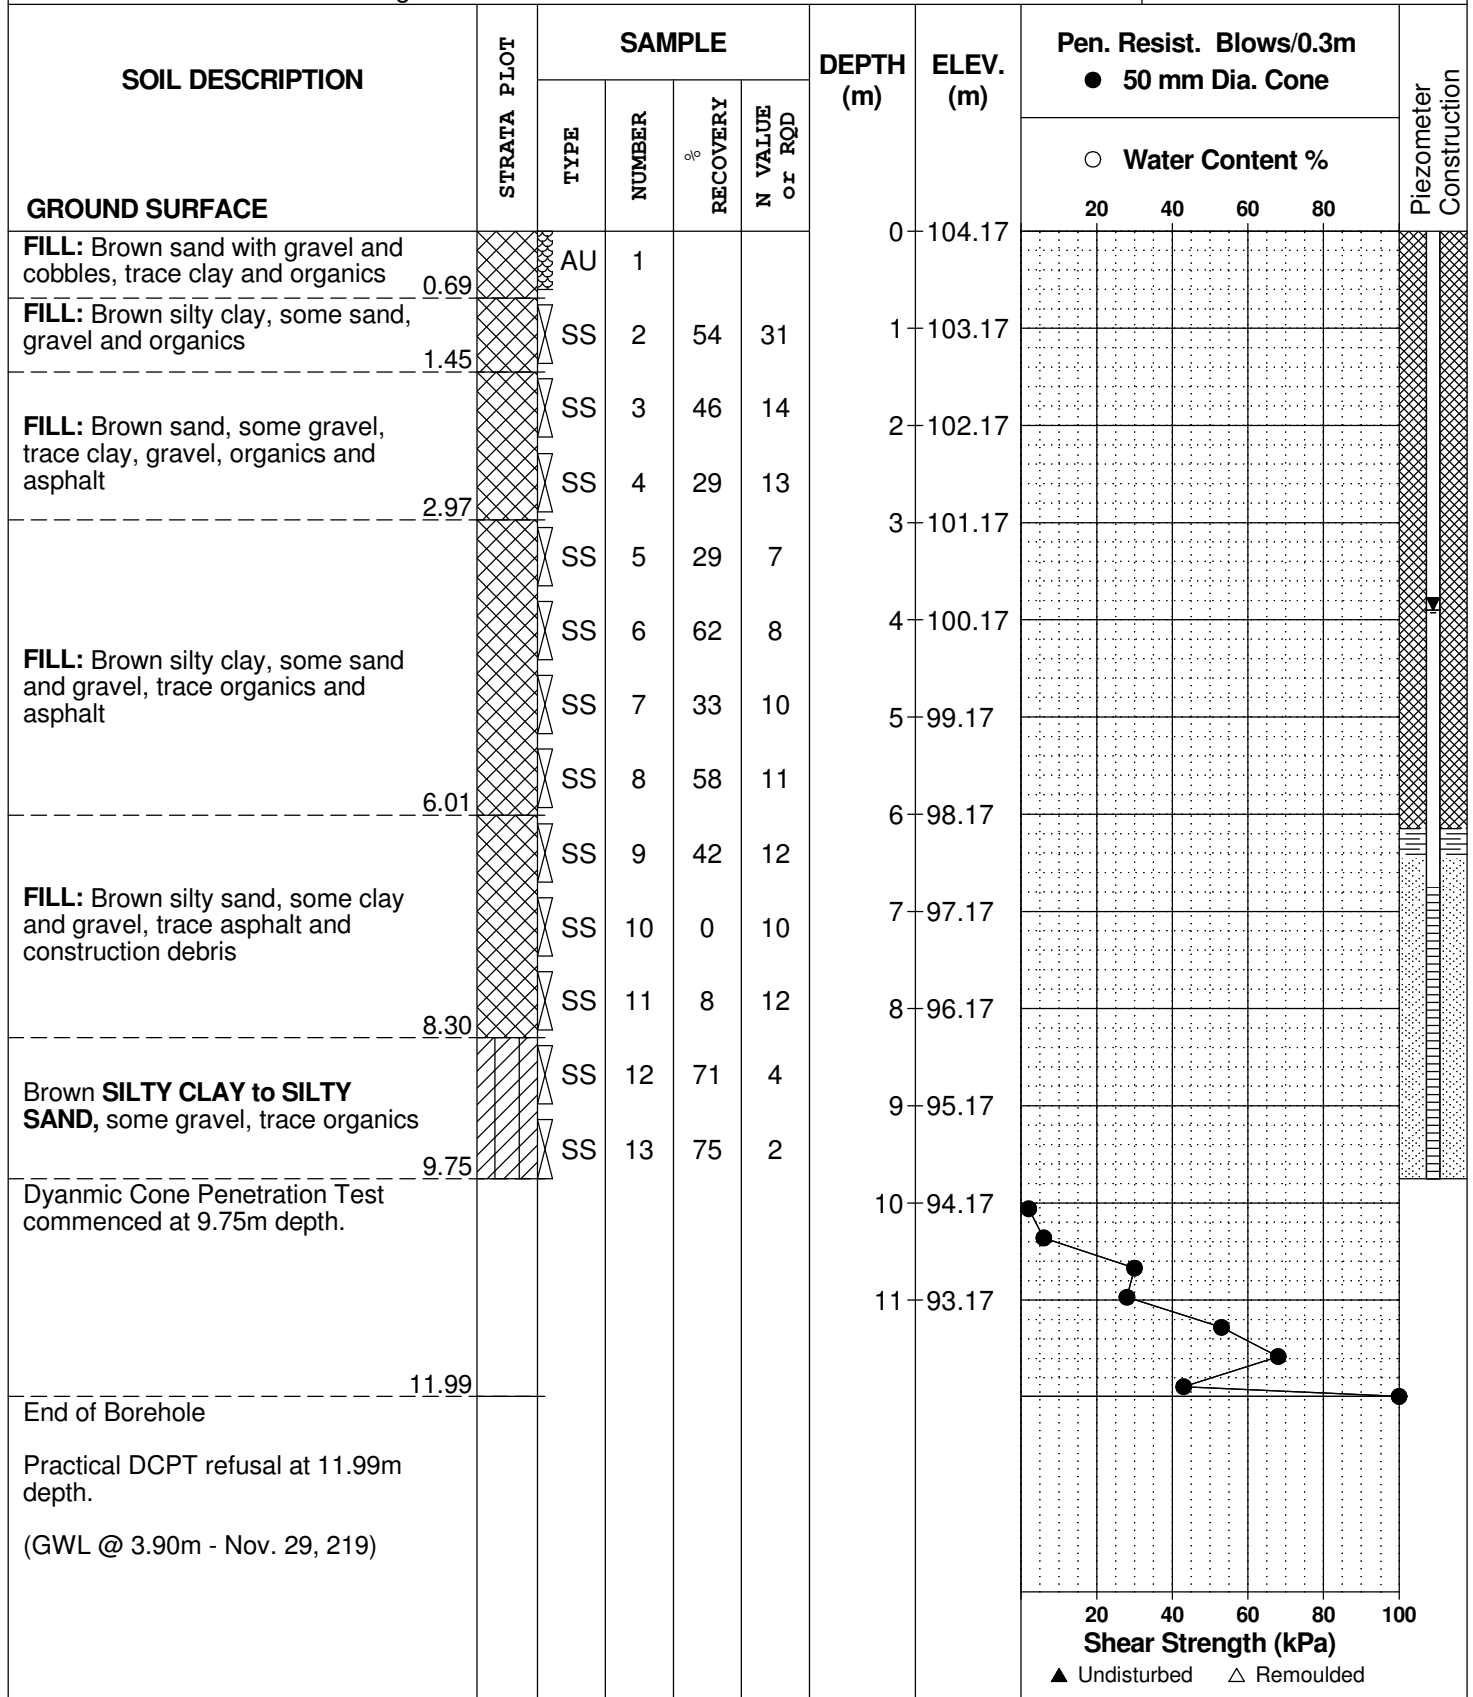 SOIL DESCRIPTION
GROUND SURFACE
STRATA PLOT
SAMPLE
TYPE
NUMBER
% RECOVERY
N VALUE or RQD
DEPTH (m)
ELEV. (m)
Pen. Resist. Blows/0.3m
● 50 mm Dia. Cone
○ Water Content %
20 40 60 80
Piezometer Construction
FILL: Brown sand with gravel and
cobbles, trace clay and organics
0.69
FILL: Brown silty clay, some sand,
gravel and organics
1.45
FILL: Brown sand, some gravel,
trace clay, gravel, organics and
asphalt
2.97
FILL: Brown silty clay, some sand
and gravel, trace organics and
asphalt
6.01
FILL: Brown silty sand, some clay
and gravel, trace asphalt and
construction debris
8.30
Brown SILTY CLAY to SILTY
SAND, some gravel, trace organics
9.75
Dyanmic Cone Penetration Test
commenced at 9.75m depth.
11.99
End of Borehole
Practical DCPT refusal at 11.99m
depth.
(GWL @ 3.90m - Nov. 29, 219)
AU 1
SS 2 54 31
SS 3 46 14
SS 4 29 13
SS 5 29 7
SS 6 62 8
SS 7 33 10
SS 8 58 11
SS 9 42 12
SS 10 0 10
SS 11 8 12
SS 12 71 4
SS 13 75 2
0 104.17
1 103.17
2 102.17
3 101.17
4 100.17
5 99.17
6 98.17
7 97.17
8 96.17
9 95.17
10 94.17
11 93.17
20 40 60 80 100
Shear Strength (kPa)
▲ Undisturbed △ Remoulded